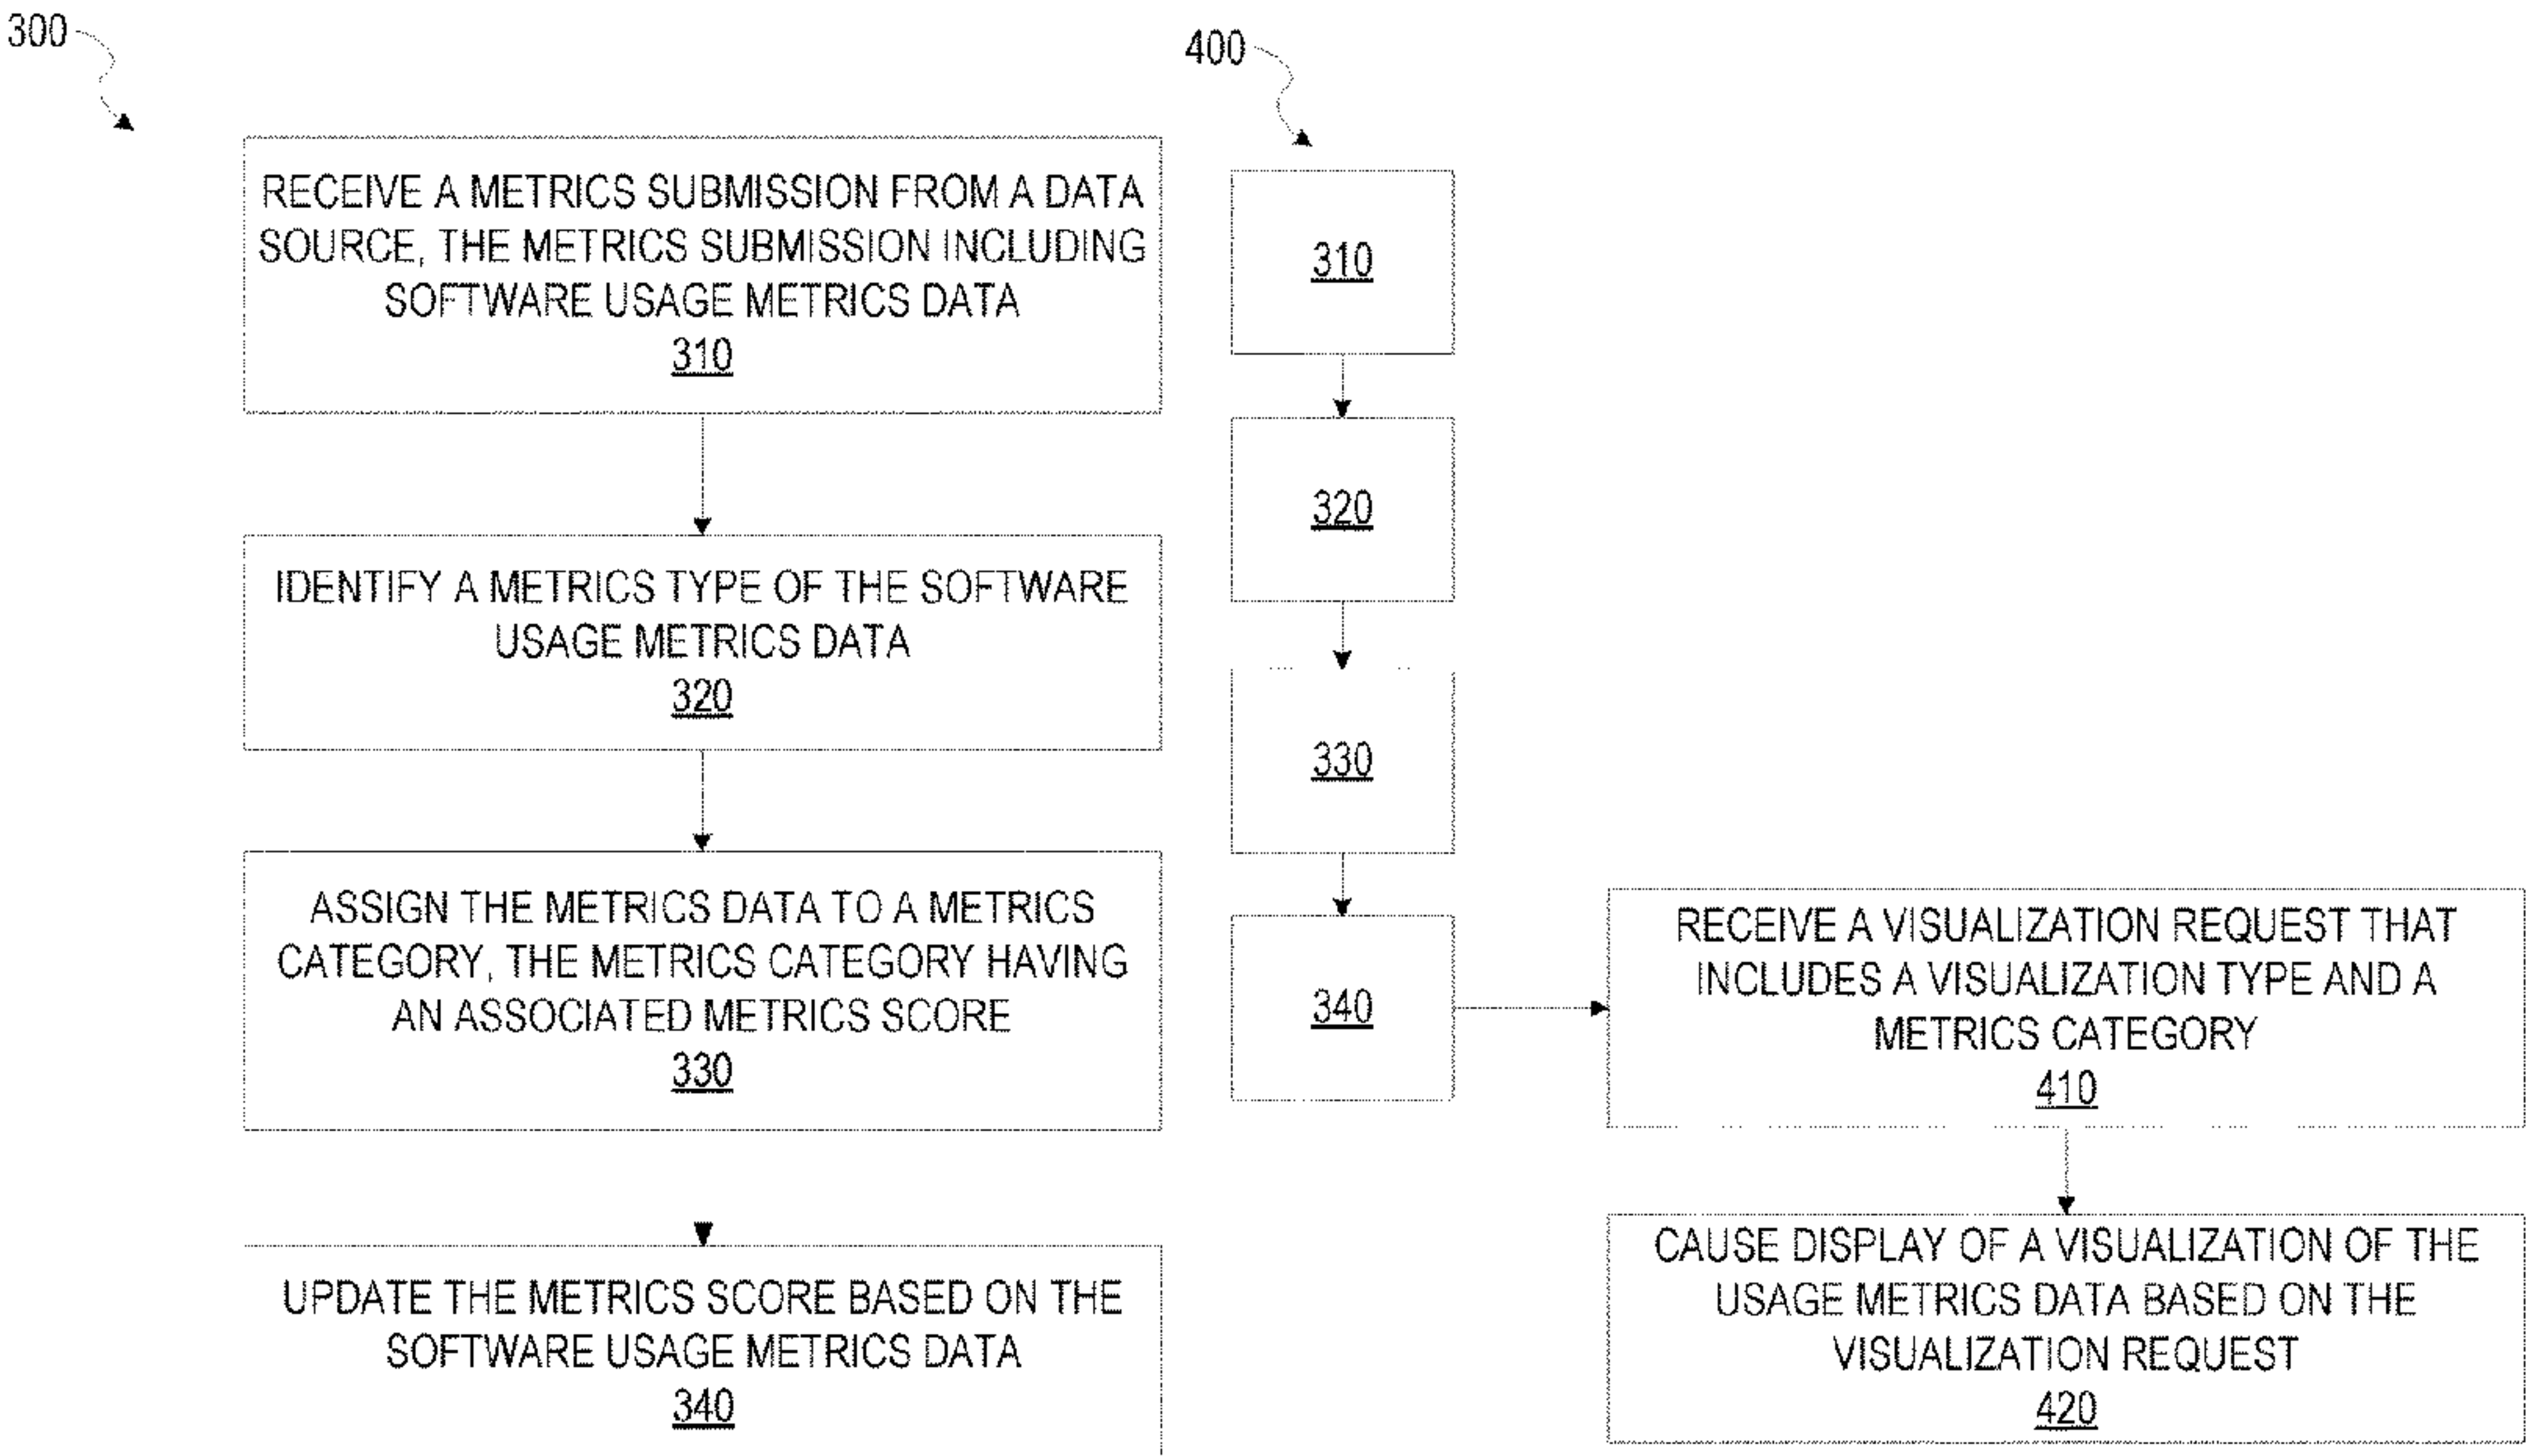 300
RECEIVE A METRICS SUBMISSION FROM A DATA
SOURCE, THE METRICS SUBMISSION INCLUDING
SOFTWARE USAGE METRICS DATA
310
IDENTIFY A METRICS TYPE OF THE SOFTWARE
USAGE METRICS DATA
320
ASSIGN THE METRICS DATA TO A METRICS
CATEGORY, THE METRICS CATEGORY HAVING
AN ASSOCIATED METRICS SCORE
330
UPDATE THE METRICS SCORE BASED ON THE
SOFTWARE USAGE METRICS DATA
340
400
310
320
330
340
RECEIVE A VISUALIZATION REQUEST THAT
INCLUDES A VISUALIZATION TYPE AND A
METRICS CATEGORY
410
CAUSE DISPLAY OF A VISUALIZATION OF THE
USAGE METRICS DATA BASED ON THE
VISUALIZATION REQUEST
420